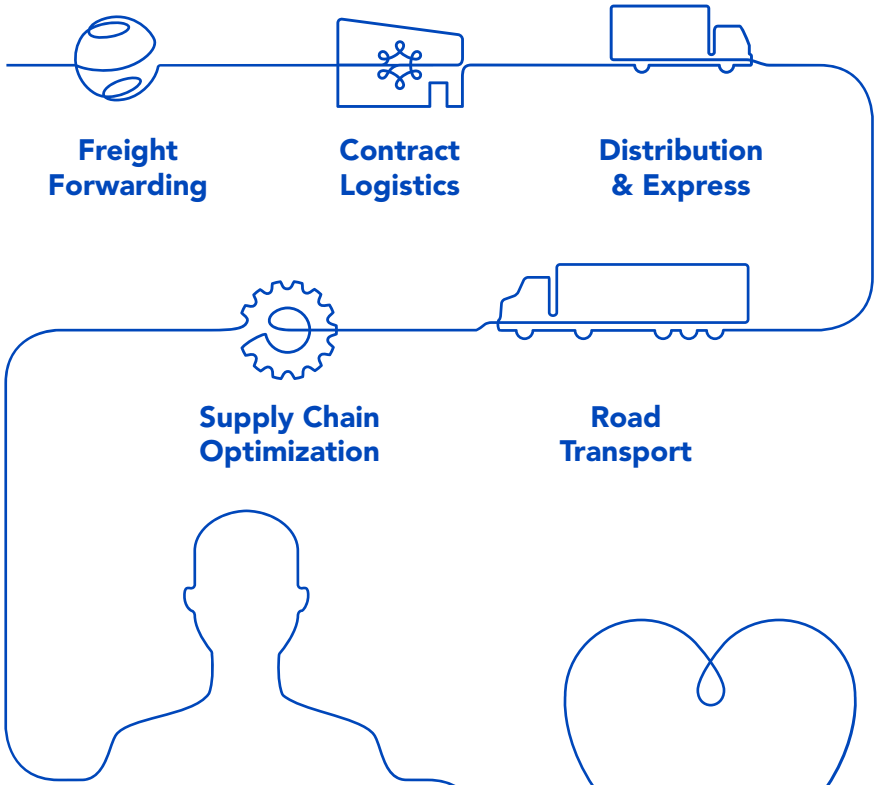 Freight
Forwarding
Contract
Logistics
Distribution
& Express
Supply Chain
Optimization
Road
Transport